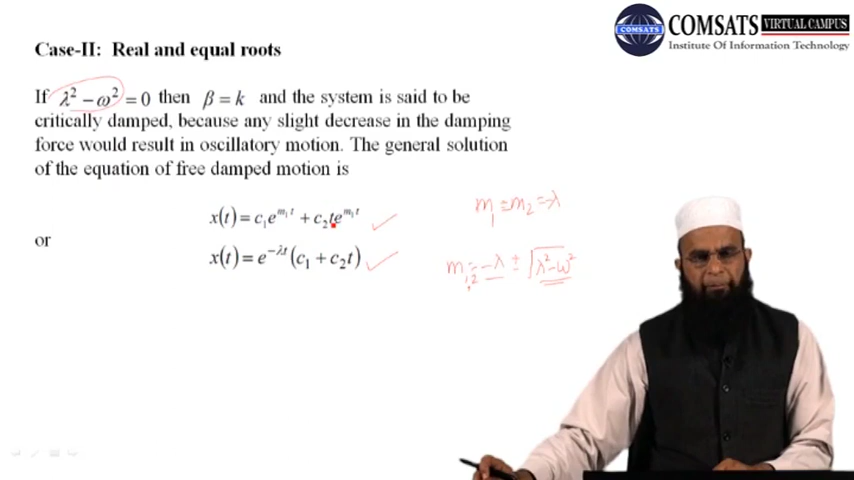 COMSATS VIRTUAL CAMPUS
COMSATS
Institute Of Information Technology
Case-II: Real and equal roots
If λ² − ω² = 0 then β = k and the system is said to be
critically damped, because any slight decrease in the damping
force would result in oscillatory motion. The general solution
of the equation of free damped motion is
x(t) = c₁e^{m₁t} + c₂te^{m₁t}
m₁ = m₂ = −λ
or
x(t) = e^{−λt}(c₁ + c₂t)
m₁,₂ = −λ ± √(λ² − ω²)